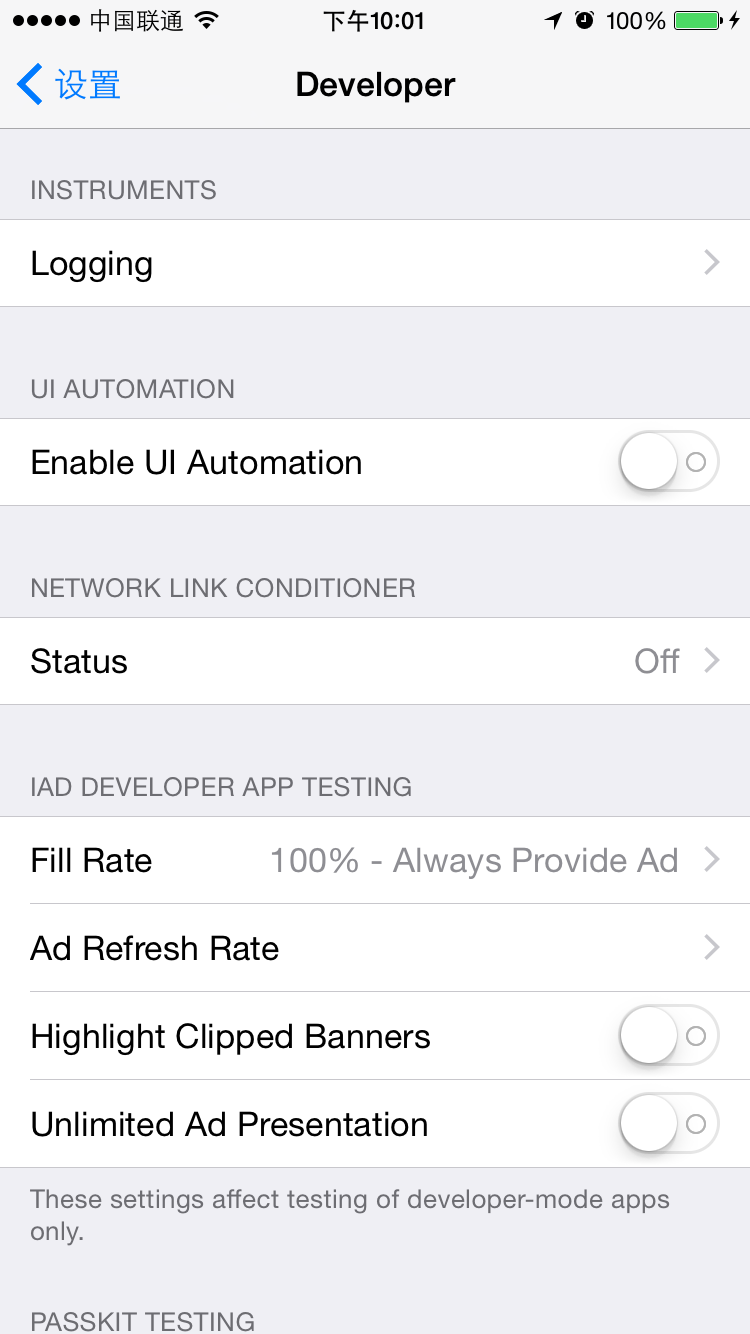 中国联通 下午10:01 100%
设置 Developer
INSTRUMENTS
Logging
UI AUTOMATION
Enable UI Automation
NETWORK LINK CONDITIONER
Status Off
IAD DEVELOPER APP TESTING
Fill Rate 100% - Always Provide Ad
Ad Refresh Rate
Highlight Clipped Banners
Unlimited Ad Presentation
These settings affect testing of developer-mode apps
only.
PASSKIT TESTING